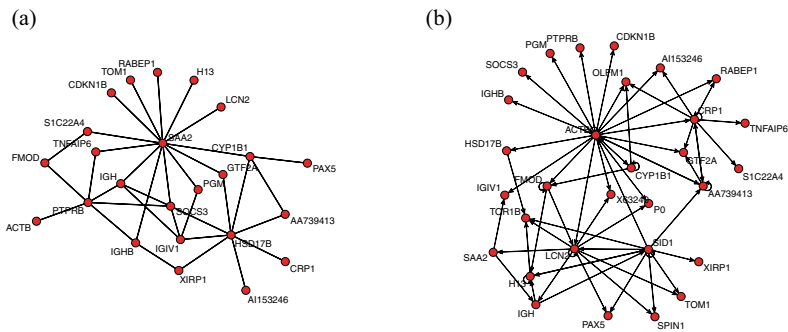 (a)
(b)
RABEP1
TOM1
H13
CDKN1B
LCN2
S1C22A4
TNFAIP6
SAA2
CYP1B1
FMOD
GTF2A
PAX5
IGH
PGM
PTPRB
SOCS3
ACTB
AA739413
IGHB
IGIV1
HSD17B
XIRP1
CRP1
AI153246
CDKN1B
PTPRB
PGM
AI153246
SOCS3
OLFM1
RABEP1
IGHB
CRP1
TNFAIP6
HSD17B
GTF2A
CYP1B1
S1C22A4
FMOD
IGIV1
AA739413
P0
TCR1B
SID1
SAA2
LCN2
XIRP1
H13
TOM1
IGH
PAX5
SPIN1